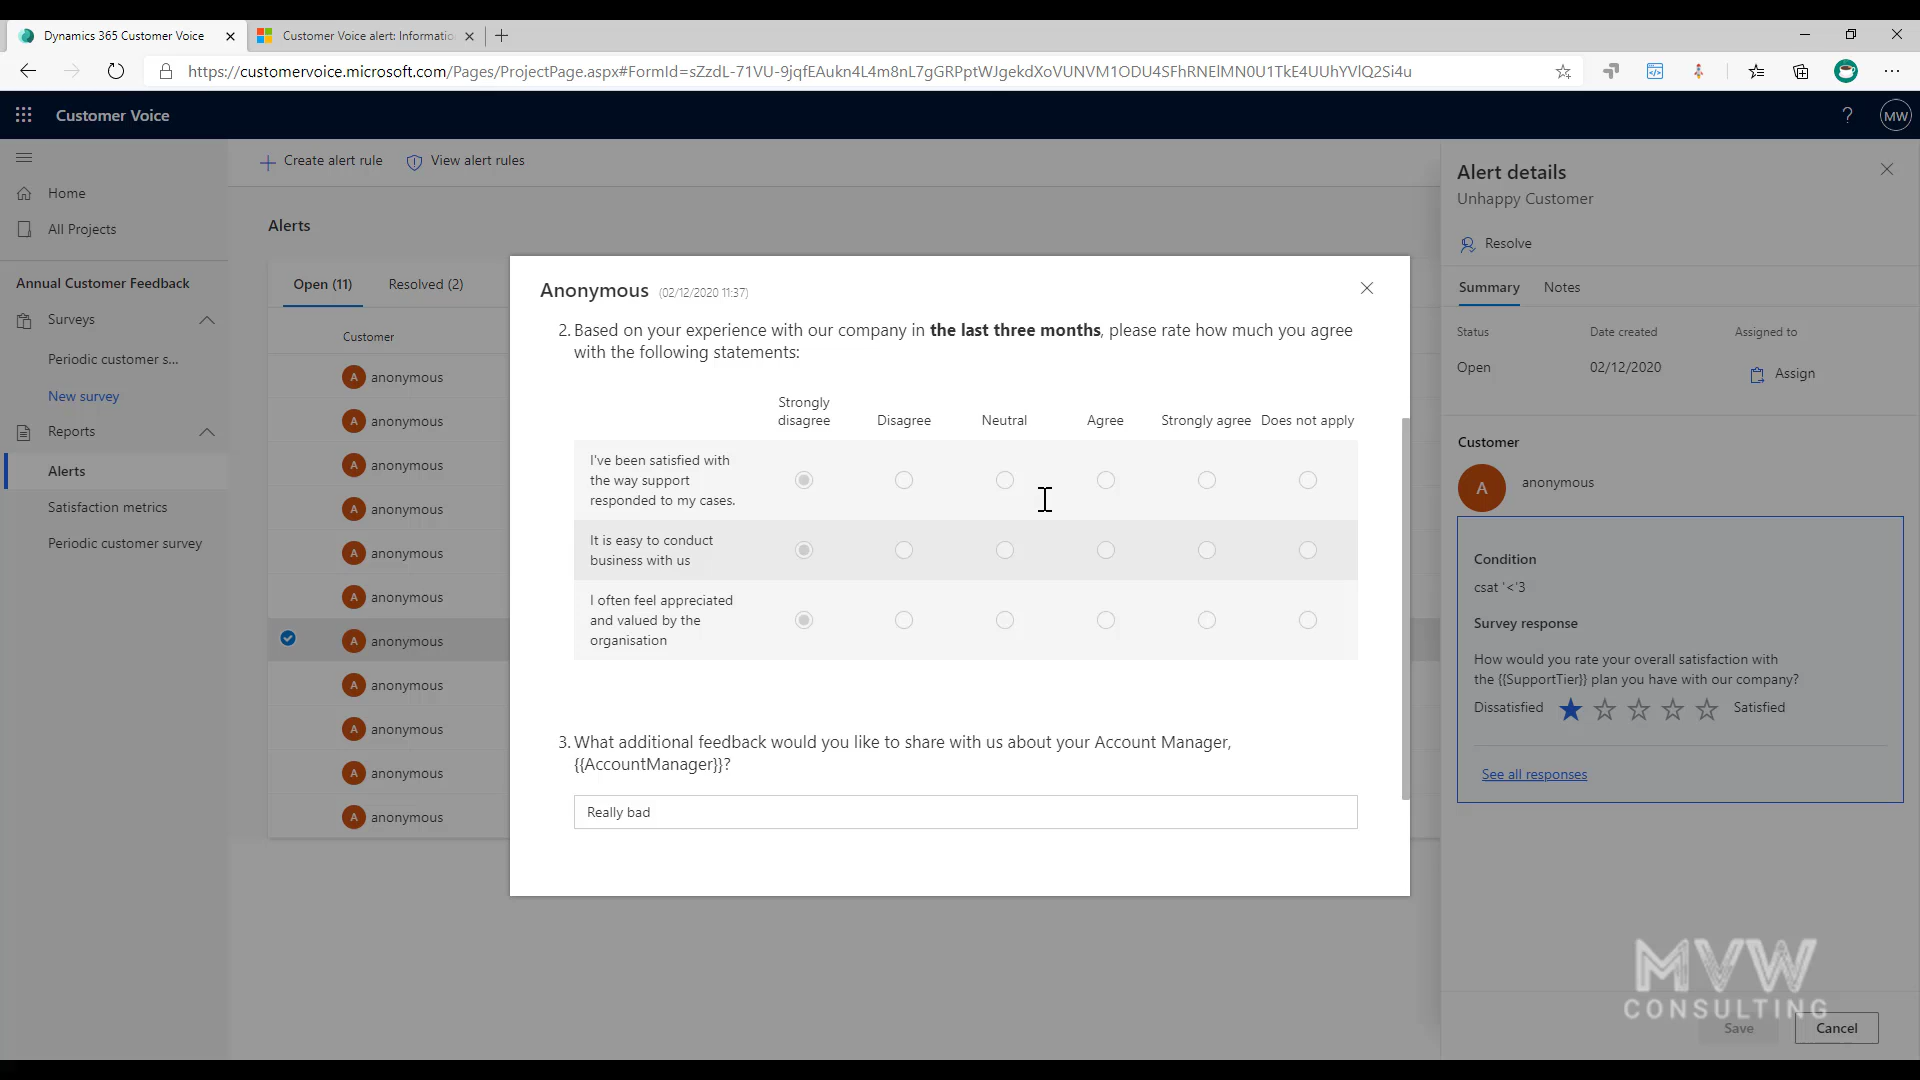 Dynamics 365 Customer Voice
Customer Voice alert: Informatio
https://customervoice.microsoft.com/Pages/ProjectPage.aspx#FormId=sZzdL-71VU-9jqfEAukn4L4m8nL7gGRPptWJgekdXoVUNVM1ODU4SFhRNElMN0U1TkE4UUhYVlQ2Si4u
Customer Voice
?
MW
Create alert rule
View alert rules
Home
All Projects
Annual Customer Feedback
Surveys
Periodic customer s...
New survey
Reports
Alerts
Satisfaction metrics
Periodic customer survey
Alerts
Open (11)
Resolved (2)
Customer
A anonymous
A anonymous
A anonymous
A anonymous
A anonymous
A anonymous
A anonymous
A anonymous
A anonymous
A anonymous
A anonymous
Anonymous (02/12/2020 11:37)
2. Based on your experience with our company in the last three months, please rate how much you agree
with the following statements:
Strongly
disagree
Disagree
Neutral
Agree
Strongly agree
Does not apply
I've been satisfied with
the way support
responded to my cases.
It is easy to conduct
business with us
I often feel appreciated
and valued by the
organisation
3. What additional feedback would you like to share with us about your Account Manager,
{{AccountManager}}?
Really bad
Alert details
Unhappy Customer
Resolve
Summary
Notes
Status
Date created
Assigned to
Open
02/12/2020
Assign
Customer
A
anonymous
Condition
csat '<'3
Survey response
How would you rate your overall satisfaction with
the {{SupportTier}} plan you have with our company?
Dissatisfied
Satisfied
See all responses
MVW
CONSULTING
Save
Cancel